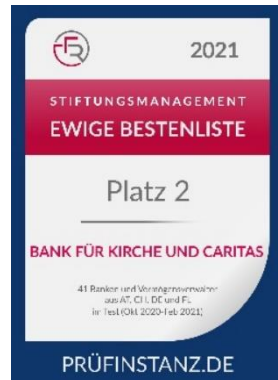 2021
STIFTUNGSMANAGEMENT
EWIGE BESTENLISTE
Platz 2
BANK FÜR KIRCHE UND CARITAS
41 Banken und Vermögensverwalter
aus AT, CH, DE und FL
im Test (Okt 2020-Feb 2021)
PRÜFINSTANZ.DE